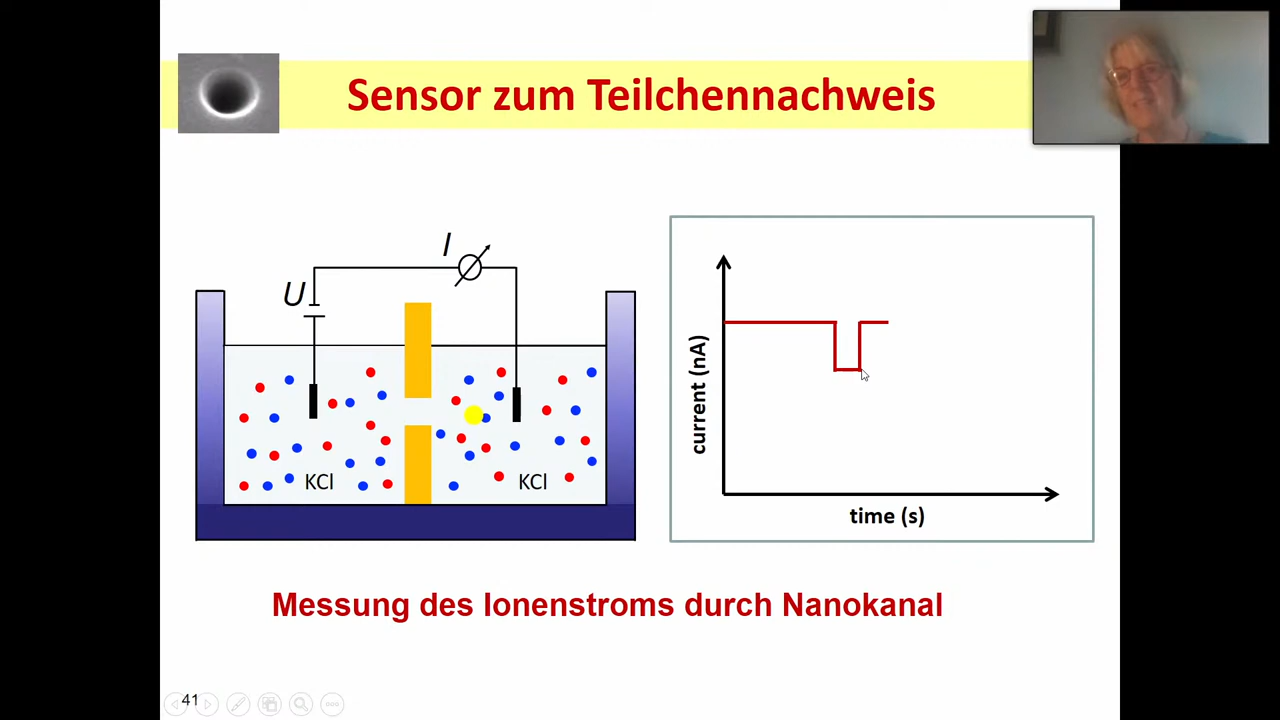 Sensor zum Teilchennachweis
I
U
KCl
KCl
current (nA)
time (s)
Messung des Ionenstroms durch Nanokanal
41